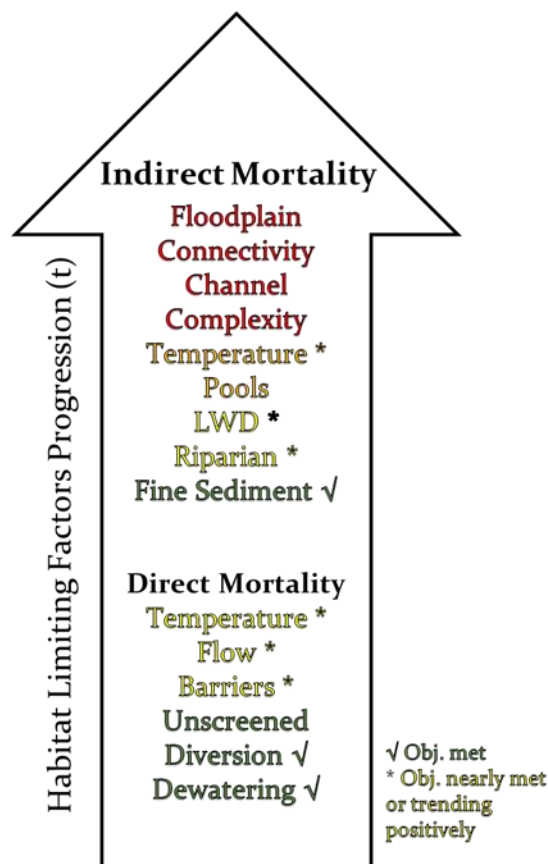 Indirect Mortality
Floodplain
Connectivity
Channel
Complexity
Temperature *
Pools
LWD *
Riparian *
Fine Sediment √
Direct Mortality
Temperature *
Flow *
Barriers *
Unscreened
Diversion √
Dewatering √
Habitat Limiting Factors Progression (t)
√ Obj. met
* Obj. nearly met
or trending
positively